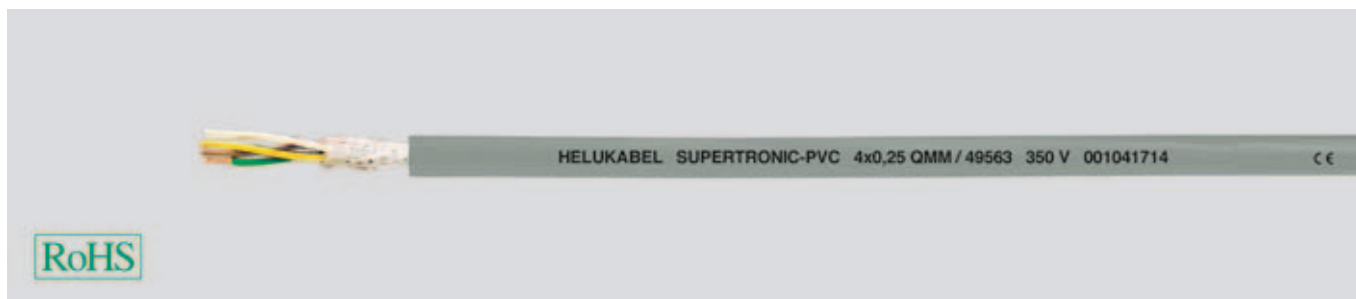 HELUKABEL SUPERTRONIC-PVC 4x0,25 QMM / 49563 350 V 001041714 CE
RoHS